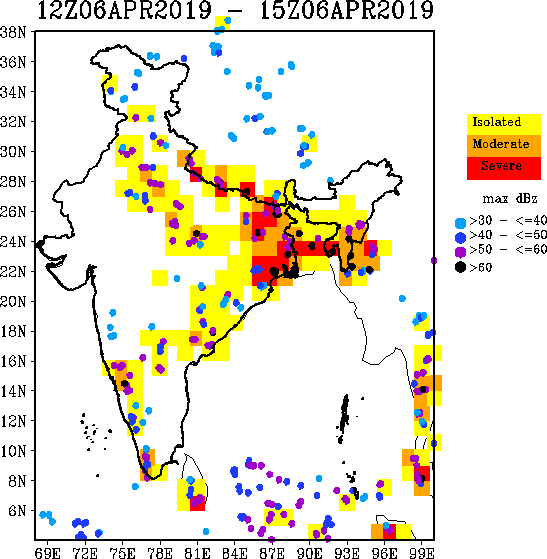 12Z06APR2019 – 15Z06APR2019
38N
36N
34N
32N
30N
28N
26N
24N
22N
20N
18N
16N
14N
12N
10N
8N
6N
69E 72E 75E 78E 81E 84E 87E 90E 93E 96E 99E
Isolated
Moderate
Severe
max dBz
>30 - <=40
>40 - <=50
>50 - <=60
>60